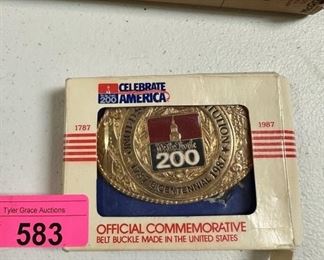 CELEBRATE
200 AMERICA
1787
1987
We the People
200
BICENTENNIAL 1987
Tyler Grace Auctions
583
OFFICIAL COMMEMORATIVE
BELT BUCKLE MADE IN THE UNITED STATES